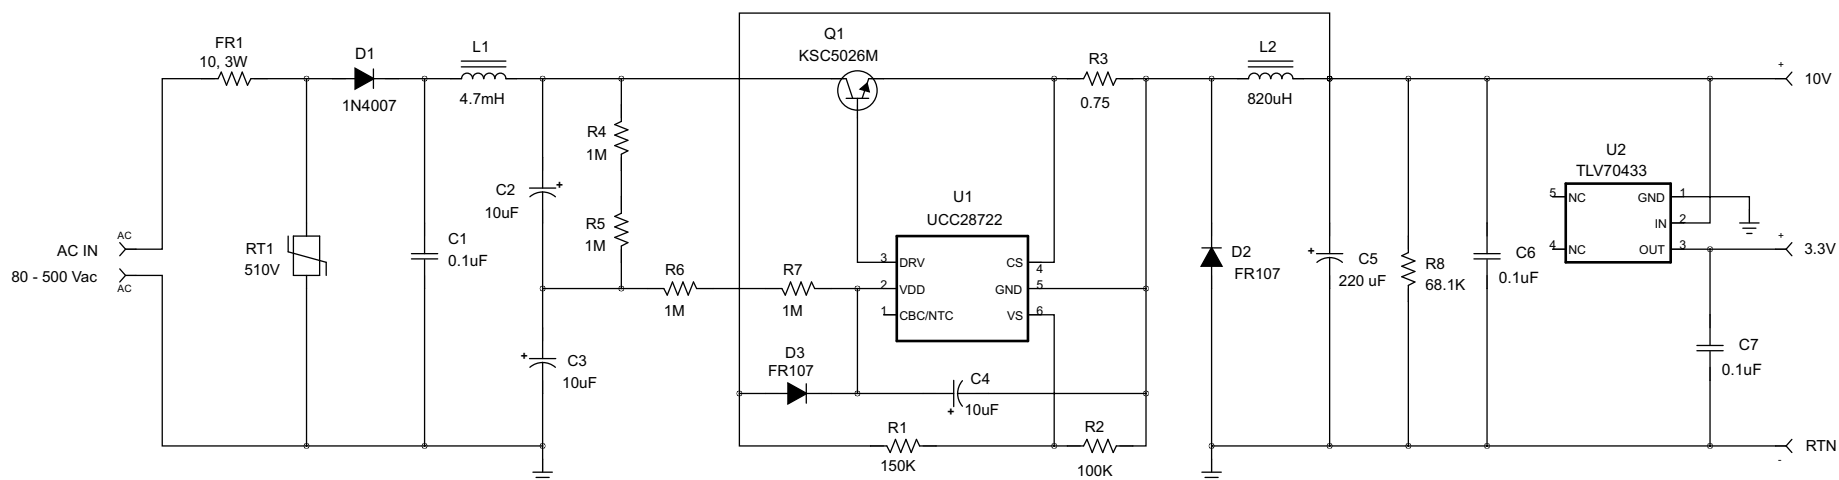 FR1
10, 3W
D1
1N4007
L1
4.7mH
Q1
KSC5026M
R3
0.75
L2
820uH
+
10V
R4
1M
C2
+
10uF
R5
1M
U1
UCC28722
U2
TLV70433
5
NC
GND
1
IN
2
4
NC
OUT
3
+
3.3V
AC IN
AC
80 - 500 Vac
AC
RT1
510V
C1
0.1uF
3
DRV
CS
4
2
VDD
GND
5
1
CBC/NTC
VS
6
R6
1M
R7
1M
D2
FR107
+
C5
220 uF
R8
68.1K
C6
0.1uF
+
C3
10uF
D3
FR107
C4
+
10uF
C7
0.1uF
R1
150K
R2
100K
RTN
-